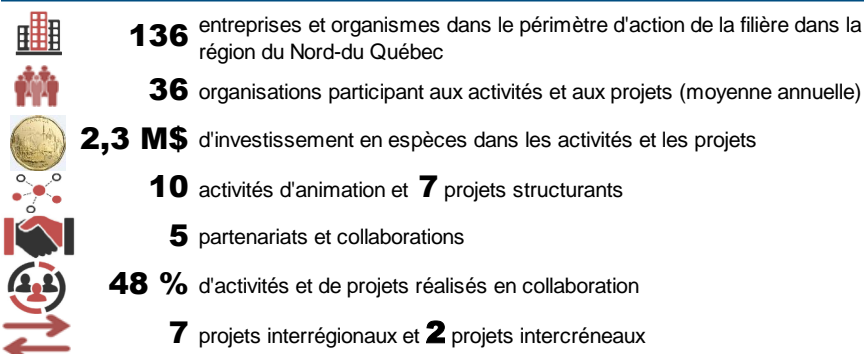 136 entreprises et organismes dans le périmètre d'action de la filière dans la
région du Nord-du Québec
36 organisations participant aux activités et aux projets (moyenne annuelle)
2,3 M$ d'investissement en espèces dans les activités et les projets
10 activités d'animation et 7 projets structurants
5 partenariats et collaborations
48 % d'activités et de projets réalisés en collaboration
7 projets interrégionaux et 2 projets intercréneaux